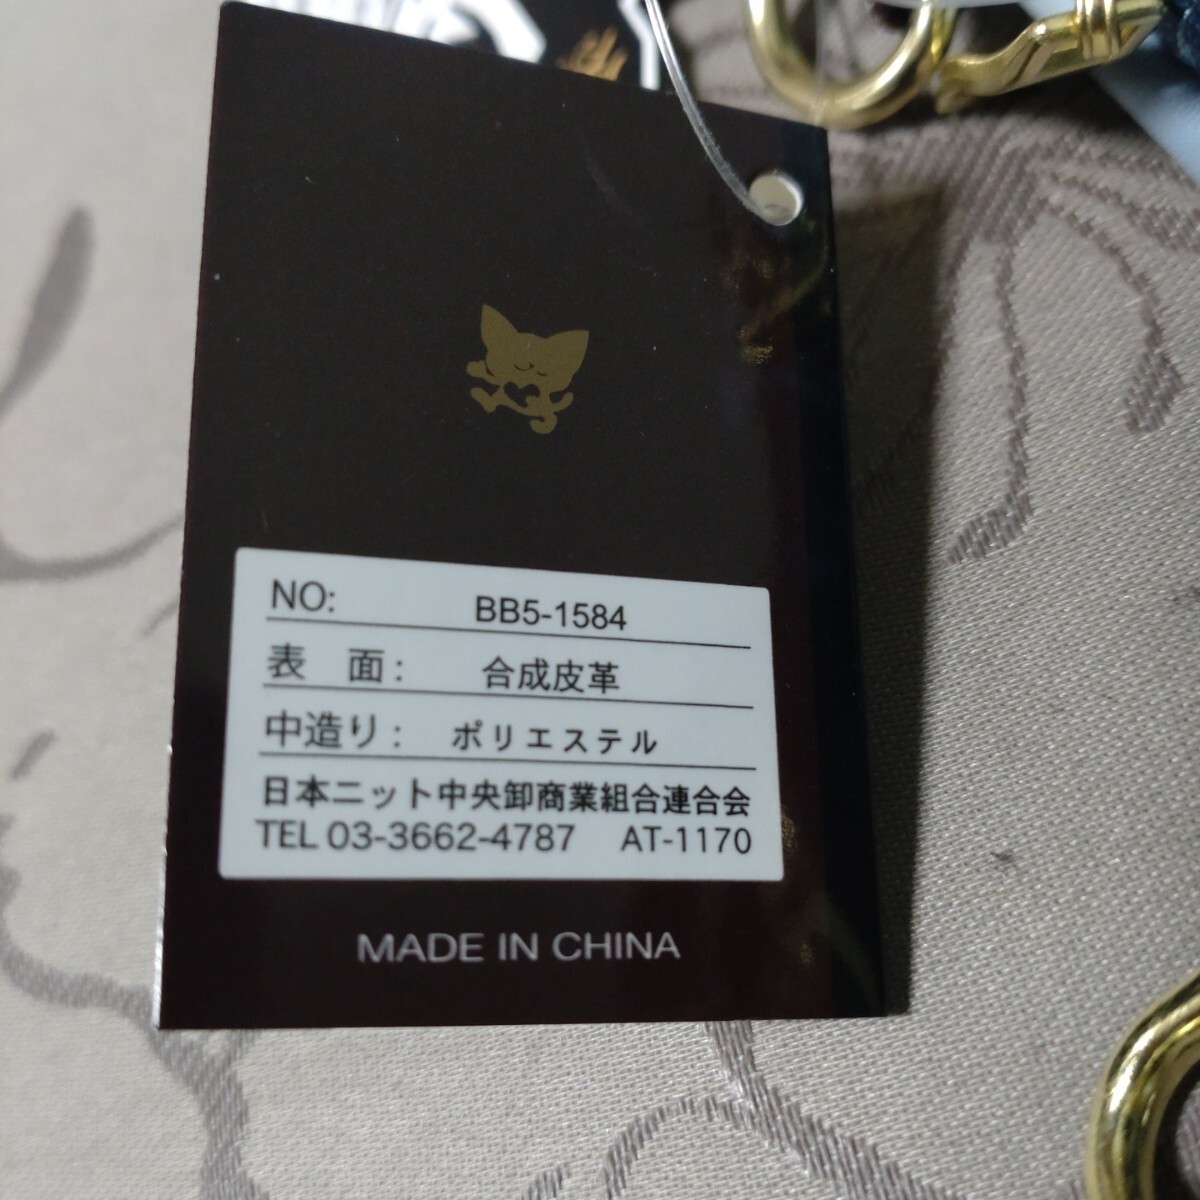 NO: BB5-1584
表 面: 合成皮革
中造り: ポリエステル
日本ニット中央卸商業組合連合会
TEL 03-3662-4787 AT-1170
MADE IN CHINA